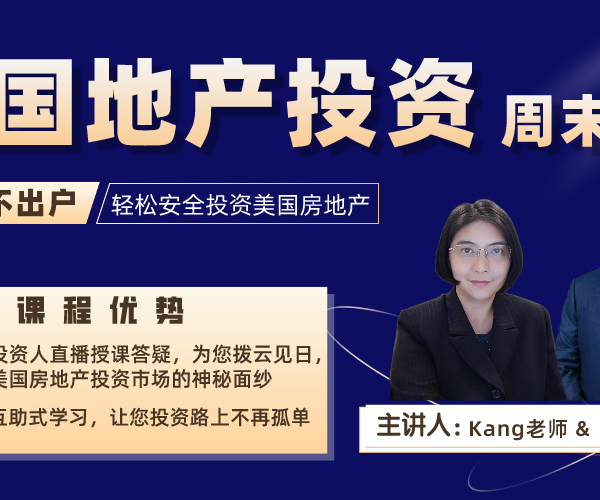 国地产投资 周末
不出户
轻松安全投资美国房地产
课程优势
投资人直播授课答疑，为您拨云见日，
美国房地产投资市场的神秘面纱
互助式学习，让您投资路上不再孤单
主讲人：Kang老师 &